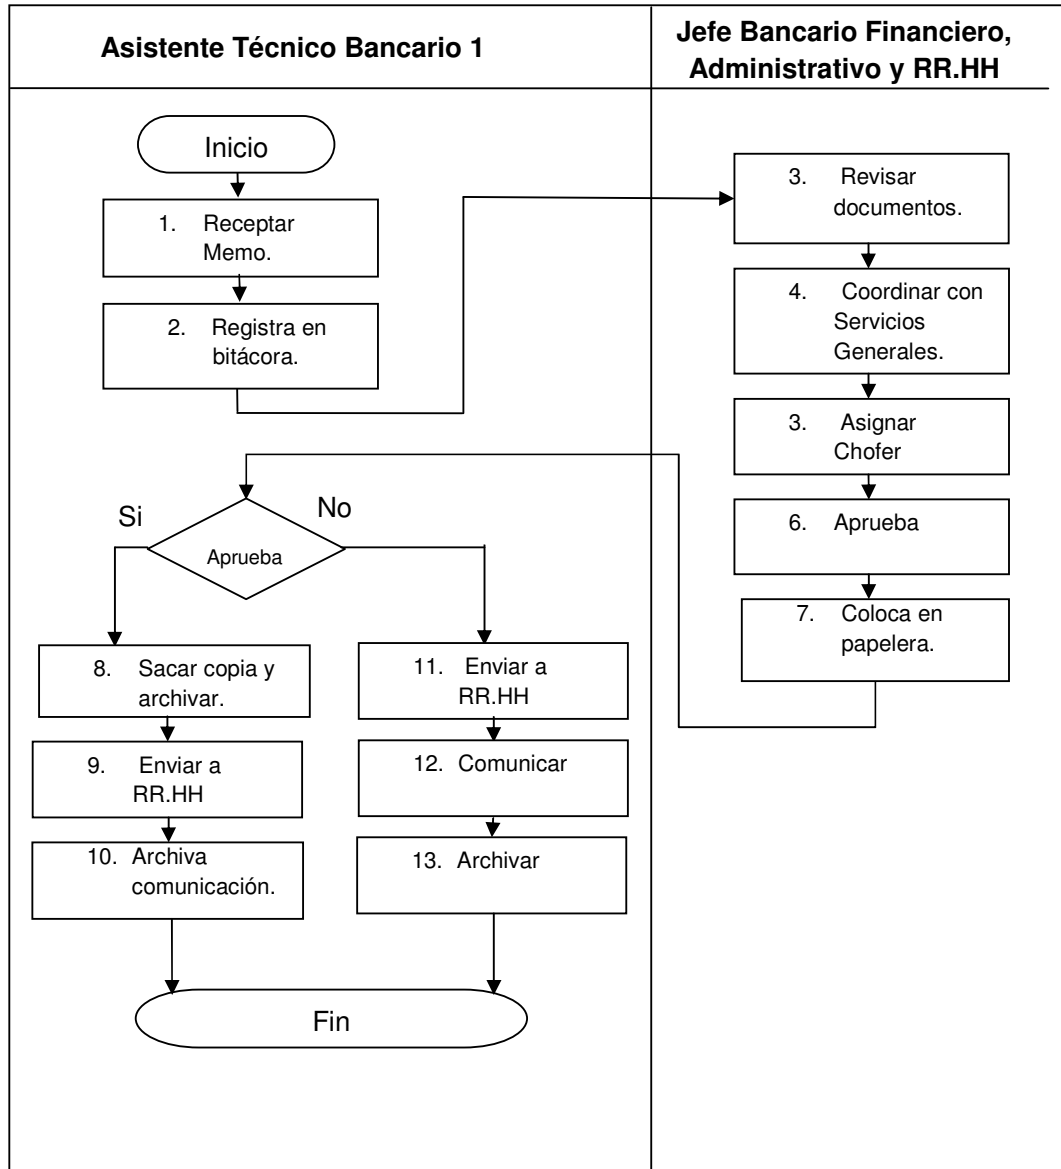 Asistente Técnico Bancario 1
Jefe Bancario Financiero,
Administrativo y RR.HH
Inicio
1. Receptar
Memo.
2. Registra en
bitácora.
3. Revisar
documentos.
4. Coordinar con
Servicios
Generales.
3. Asignar
Chofer
6. Aprueba
7. Coloca en
papelera.
Si
No
Aprueba
8. Sacar copia y
archivar.
9. Enviar a
RR.HH
10. Archiva
comunicación.
11. Enviar a
RR.HH
12. Comunicar
13. Archivar
Fin